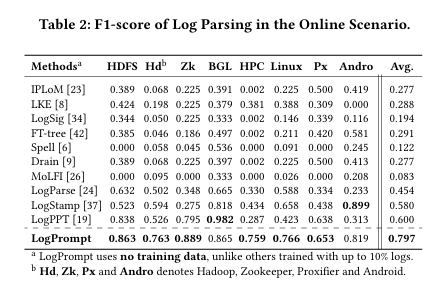 Table 2: F1-score of Log Parsing in the Online Scenario.
Methodsᵃ HDFS Hdᵇ Zk BGL HPC Linux Px Andro Avg.
IPLoM [23] 0.389 0.068 0.225 0.391 0.002 0.225 0.500 0.419 0.277
LKE [8] 0.424 0.198 0.225 0.379 0.381 0.388 0.309 0.000 0.288
LogSig [34] 0.344 0.050 0.225 0.333 0.002 0.146 0.339 0.116 0.194
FT-tree [42] 0.385 0.046 0.186 0.497 0.002 0.211 0.420 0.581 0.291
Spell [6] 0.000 0.058 0.045 0.536 0.000 0.091 0.000 0.245 0.122
Drain [9] 0.389 0.068 0.225 0.397 0.002 0.225 0.500 0.413 0.277
MoLFI [26] 0.000 0.095 0.000 0.333 0.000 0.026 0.000 0.208 0.083
LogParse [24] 0.632 0.502 0.348 0.665 0.330 0.588 0.334 0.233 0.454
LogStamp [37] 0.523 0.594 0.275 0.818 0.434 0.658 0.438 0.899 0.580
LogPPT [19] 0.838 0.526 0.795 0.982 0.287 0.423 0.638 0.313 0.600
LogPrompt 0.863 0.763 0.889 0.865 0.759 0.766 0.653 0.819 0.797
ᵃ LogPrompt uses no training data, unlike others trained with up to 10% logs.
ᵇ Hd, Zk, Px and Andro denotes Hadoop, Zookeeper, Proxifier and Android.